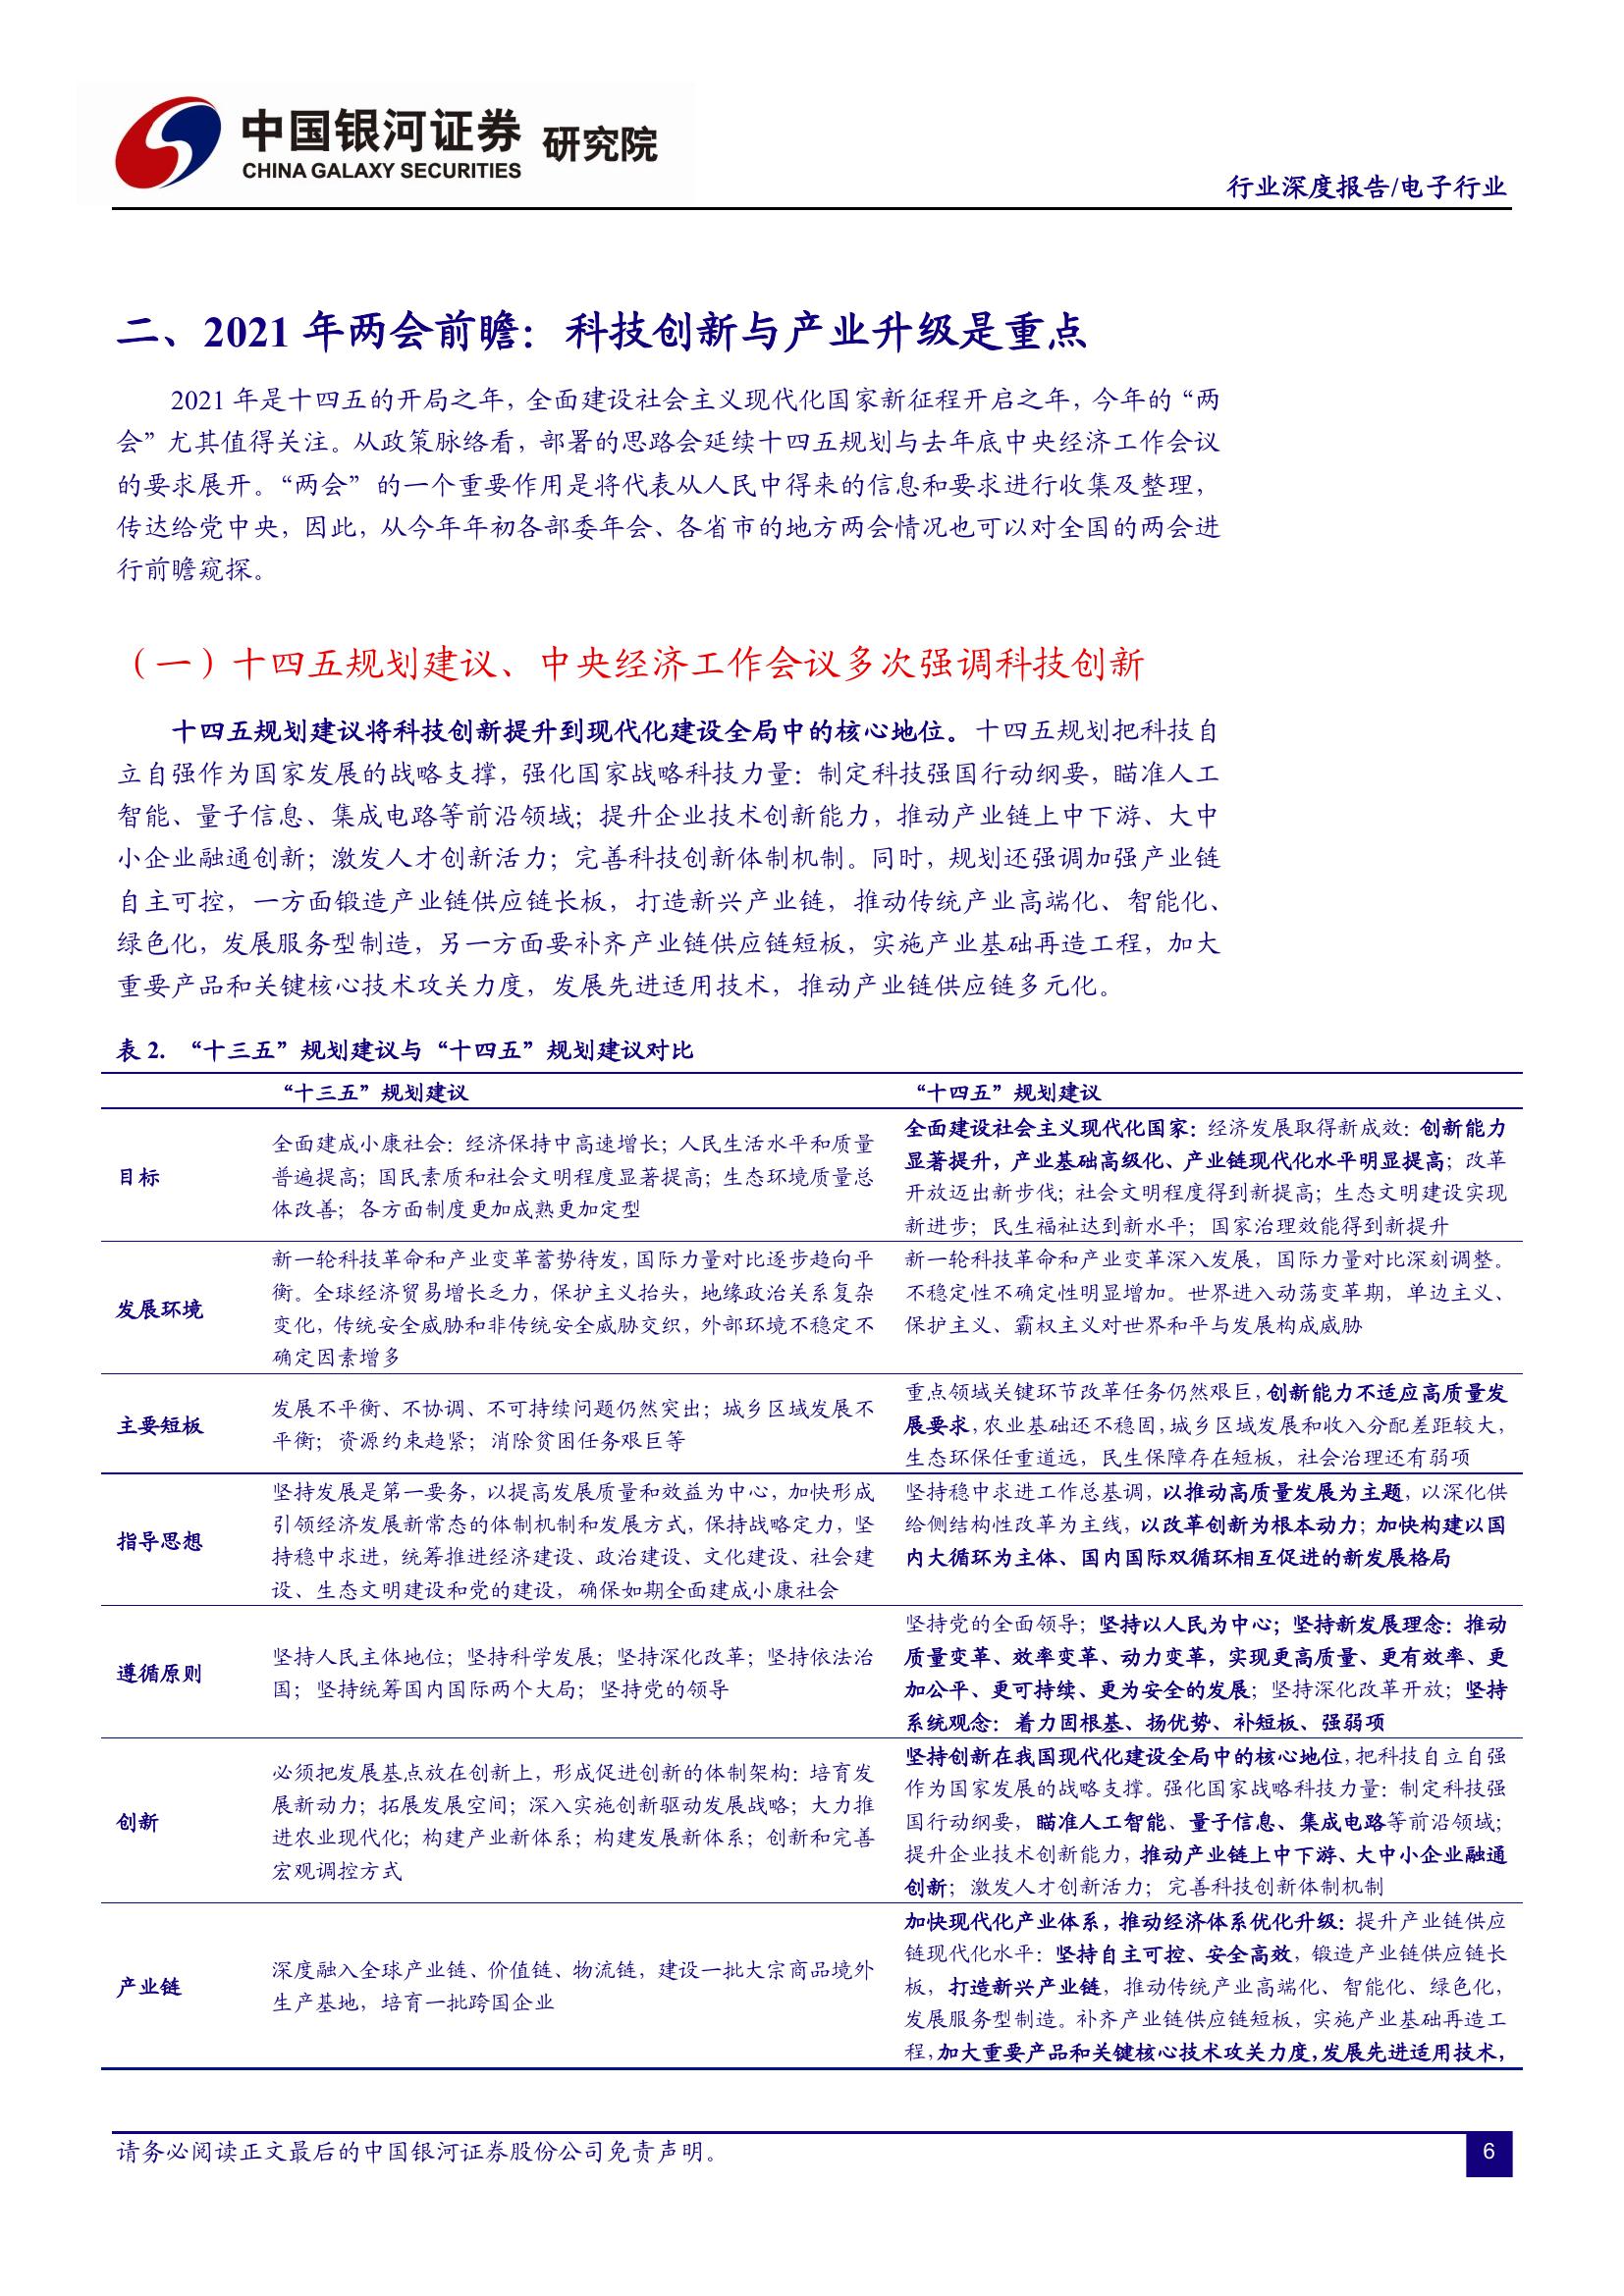 中国银河证券 研究院
CHINA GALAXY SECURITIES
行业深度报告/电子行业
二、2021 年两会前瞻：科技创新与产业升级是重点
2021 年是十四五的开局之年，全面建设社会主义现代化国家新征程开启之年，今年的“两
会”尤其值得关注。从政策脉络看，部署的思路会延续十四五规划与去年底中央经济工作会议
的要求展开。“两会”的一个重要作用是将代表从人民中得来的信息和要求进行收集及整理，
传达给党中央，因此，从今年年初各部委年会、各省市的地方两会情况也可以对全国的两会进
行前瞻窥探。
（一）十四五规划建议、中央经济工作会议多次强调科技创新
十四五规划建议将科技创新提升到现代化建设全局中的核心地位。十四五规划把科技自
立自强作为国家发展的战略支撑，强化国家战略科技力量：制定科技强国行动纲要，瞄准人工
智能、量子信息、集成电路等前沿领域；提升企业技术创新能力，推动产业链上中下游、大中
小企业融通创新；激发人才创新活力；完善科技创新体制机制。同时，规划还强调加强产业链
自主可控，一方面锻造产业链供应链长板，打造新兴产业链，推动传统产业高端化、智能化、
绿色化，发展服务型制造，另一方面要补齐产业链供应链短板，实施产业基础再造工程，加大
重要产品和关键核心技术攻关力度，发展先进适用技术，推动产业链供应链多元化。
表 2. “十三五”规划建议与“十四五”规划建议对比
“十三五”规划建议
“十四五”规划建议
目标
全面建成小康社会：经济保持中高速增长；人民生活水平和质量
普遍提高；国民素质和社会文明程度显著提高；生态环境质量总
体改善；各方面制度更加成熟更加定型
全面建设社会主义现代化国家：经济发展取得新成效：创新能力
显著提升，产业基础高级化、产业链现代化水平明显提高；改革
开放迈出新步伐；社会文明程度得到新提高；生态文明建设实现
新进步；民生福祉达到新水平；国家治理效能得到新提升
发展环境
新一轮科技革命和产业变革蓄势待发，国际力量对比逐步趋向平
衡。全球经济贸易增长乏力，保护主义抬头，地缘政治关系复杂
变化，传统安全威胁和非传统安全威胁交织，外部环境不稳定不
确定因素增多
新一轮科技革命和产业变革深入发展，国际力量对比深刻调整。
不稳定性不确定性明显增加。世界进入动荡变革期，单边主义、
保护主义、霸权主义对世界和平与发展构成威胁
主要短板
发展不平衡、不协调、不可持续问题仍然突出；城乡区域发展不
平衡；资源约束趋紧；消除贫困任务艰巨等
重点领域关键环节改革任务仍然艰巨，创新能力不适应高质量发
展要求，农业基础还不稳固，城乡区域发展和收入分配差距较大，
生态环保任重道远，民生保障存在短板，社会治理还有弱项
指导思想
坚持发展是第一要务，以提高发展质量和效益为中心，加快形成
引领经济发展新常态的体制机制和发展方式，保持战略定力，坚
持稳中求进，统筹推进经济建设、政治建设、文化建设、社会建
设、生态文明建设和党的建设，确保如期全面建成小康社会
坚持稳中求进工作总基调，以推动高质量发展为主题，以深化供
给侧结构性改革为主线，以改革创新为根本动力；加快构建以国
内大循环为主体、国内国际双循环相互促进的新发展格局
遵循原则
坚持人民主体地位；坚持科学发展；坚持深化改革；坚持依法治
国；坚持统筹国内国际两个大局；坚持党的领导
坚持党的全面领导；坚持以人民为中心；坚持新发展理念：推动
质量变革、效率变革、动力变革，实现更高质量、更有效率、更
加公平、更可持续、更为安全的发展；坚持深化改革开放；坚持
系统观念：着力固根基、扬优势、补短板、强弱项
创新
必须把发展基点放在创新上，形成促进创新的体制架构：培育发
展新动力；拓展发展空间；深入实施创新驱动发展战略；大力推
进农业现代化；构建产业新体系；构建发展新体系；创新和完善
宏观调控方式
坚持创新在我国现代化建设全局中的核心地位，把科技自立自强
作为国家发展的战略支撑。强化国家战略科技力量：制定科技强
国行动纲要，瞄准人工智能、量子信息、集成电路等前沿领域；
提升企业技术创新能力，推动产业链上中下游、大中小企业融通
创新；激发人才创新活力；完善科技创新体制机制
产业链
深度融入全球产业链、价值链、物流链，建设一批大宗商品境外
生产基地，培育一批跨国企业
加快现代化产业体系，推动经济体系优化升级：提升产业链供应
链现代化水平：坚持自主可控、安全高效，锻造产业链供应链长
板，打造新兴产业链，推动传统产业高端化、智能化、绿色化，
发展服务型制造。补齐产业链供应链短板，实施产业基础再造工
程，加大重要产品和关键核心技术攻关力度，发展先进适用技术，
请务必阅读正文最后的中国银河证券股份公司免责声明。
6